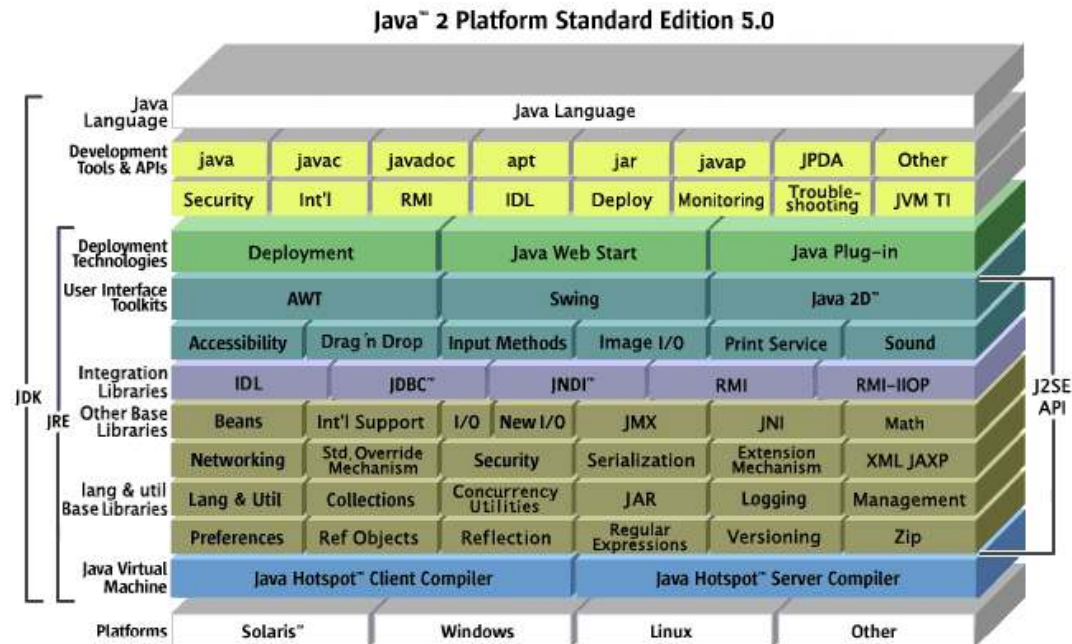 Java™ 2 Platform Standard Edition 5.0
Java
Language
Java Language
Development
Tools & APIs
java javac javadoc apt jar javap JPDA Other
Security Int'l RMI IDL Deploy Monitoring Trouble-
shooting JVM TI
Deployment
Technologies
Deployment Java Web Start Java Plug-in
User Interface
Toolkits
AWT Swing Java 2D™
Accessibility Drag 'n Drop Input Methods Image I/O Print Service Sound
Integration
Libraries
IDL JDBC™ JNDI™ RMI RMI-IIOP
Other Base
Libraries
Beans Int'l Support I/O New I/O JMX JNI Math
Networking Std. Override
Mechanism Security Serialization Extension
Mechanism XML JAXP
lang & util
Base Libraries
Lang & Util Collections Concurrency
Utilities JAR Logging Management
Preferences Ref Objects Reflection Regular
Expressions Versioning Zip
Java Virtual
Machine
Java Hotspot™ Client Compiler Java Hotspot™ Server Compiler
Platforms
Solaris™ Windows Linux Other
JDK
JRE
J2SE
API